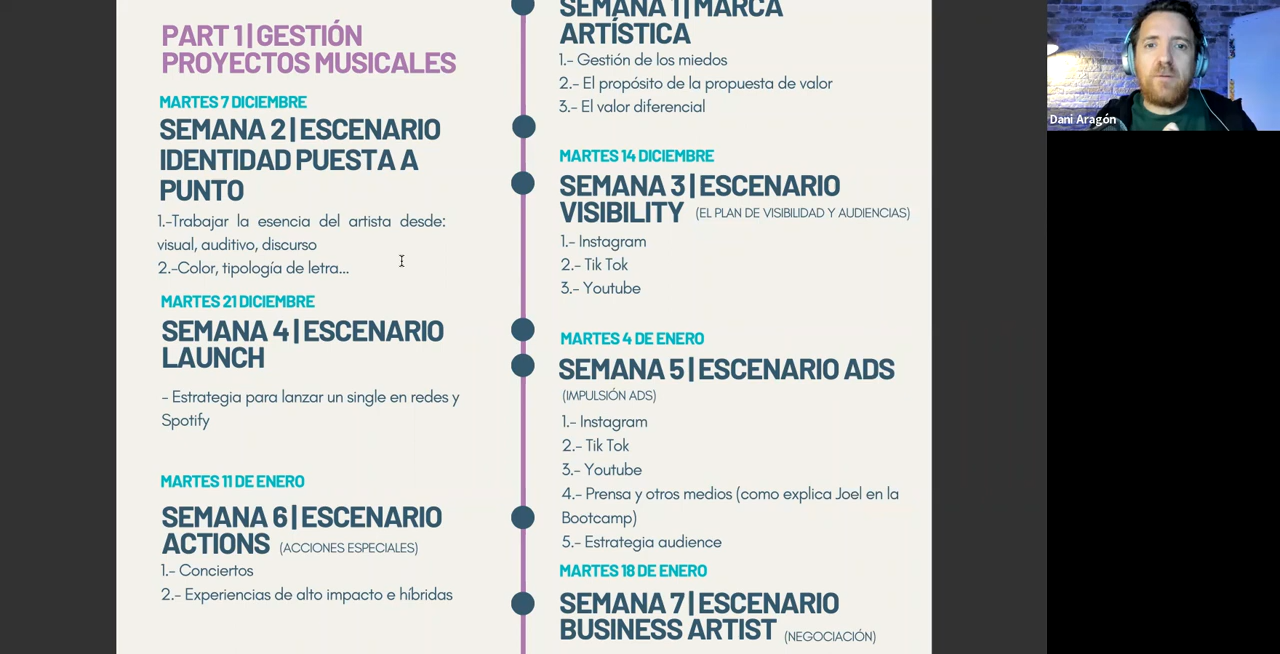 PART 1 | GESTIÓN
PROYECTOS MUSICALES
MARTES 7 DICIEMBRE
SEMANA 2 | ESCENARIO
IDENTIDAD PUESTA A
PUNTO
1.-Trabajar la esencia del artista desde:
visual, auditivo, discurso
2.-Color, tipología de letra...
MARTES 21 DICIEMBRE
SEMANA 4 | ESCENARIO
LAUNCH
- Estrategia para lanzar un single en redes y
Spotify
MARTES 11 DE ENERO
SEMANA 6 | ESCENARIO
ACTIONS (ACCIONES ESPECIALES)
1.- Conciertos
2.- Experiencias de alto impacto e híbridas
SEMANA 1 | MARCA
ARTÍSTICA
1.- Gestión de los miedos
2.- El propósito de la propuesta de valor
3.- El valor diferencial
MARTES 14 DICIEMBRE
SEMANA 3 | ESCENARIO
VISIBILITY (EL PLAN DE VISIBILIDAD Y AUDIENCIAS)
1.- Instagram
2.- Tik Tok
3.- Youtube
MARTES 4 DE ENERO
SEMANA 5 | ESCENARIO ADS
(IMPULSIÓN ADS)
1.- Instagram
2.- Tik Tok
3.- Youtube
4.- Prensa y otros medios (como explica Joel en la
Bootcamp)
5.- Estrategia audience
MARTES 18 DE ENERO
SEMANA 7 | ESCENARIO
BUSINESS ARTIST (NEGOCIACIÓN)
Dani Aragón